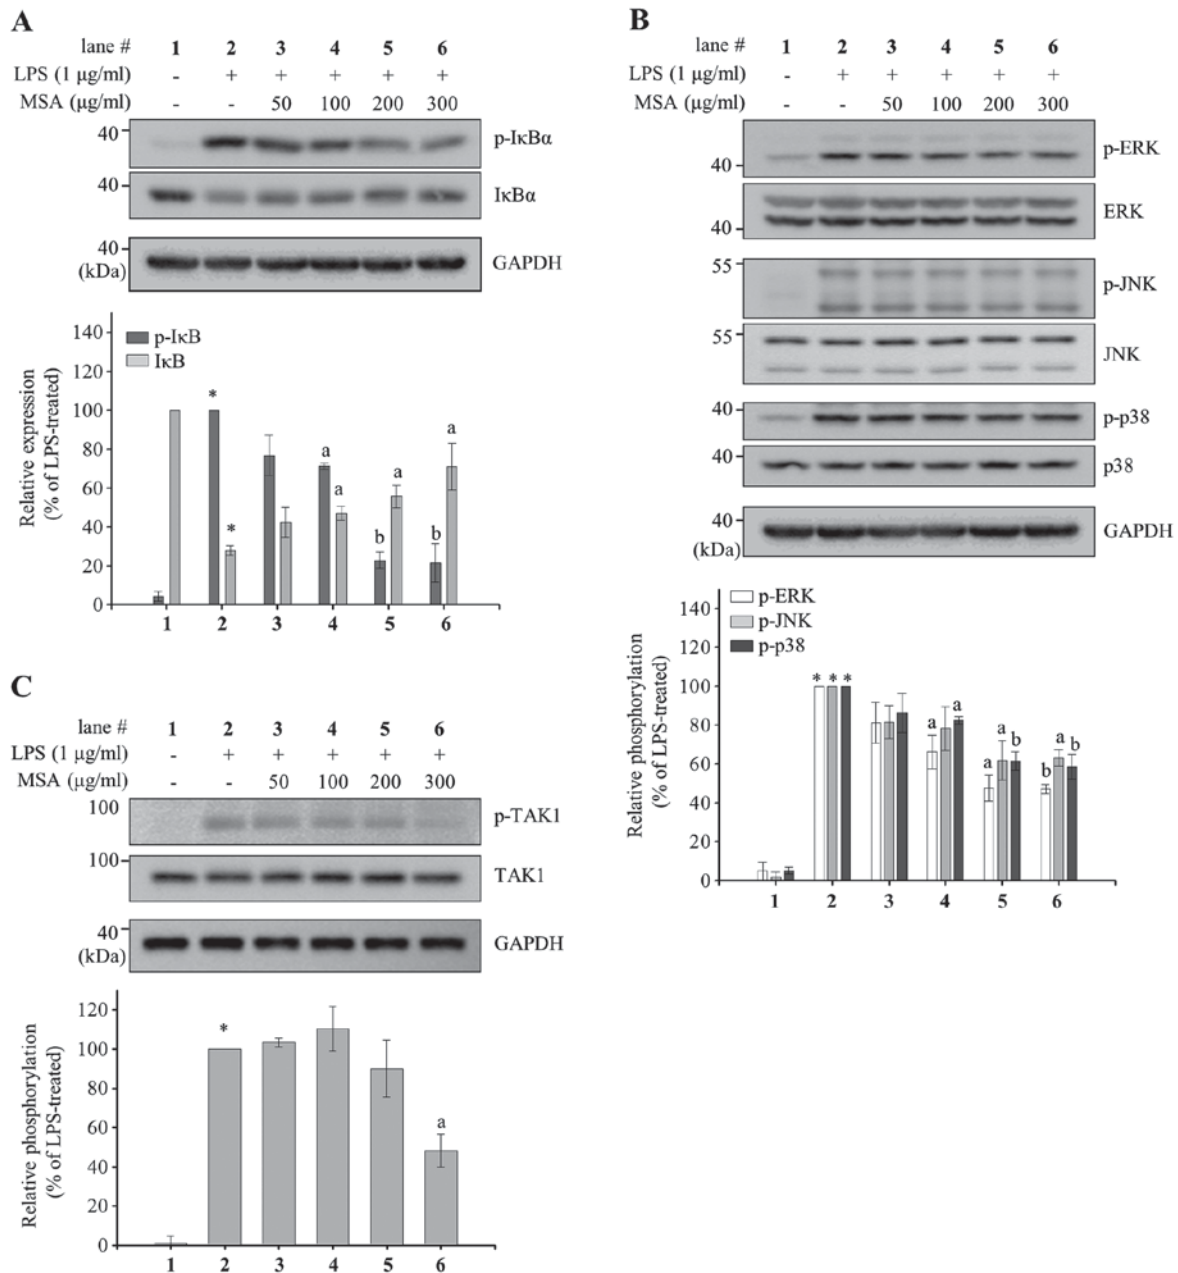 A
lane # 1 2 3 4 5 6
LPS (1 μg/ml) - + + + + +
MSA (μg/ml) - - 50 100 200 300
40
p-IκBα
40
IκBα
40
(kDa)
GAPDH
Relative expression
(% of LPS-treated)
140
120
100
80
60
40
20
0
p-IκB
IκB
* * a a b a b a
1 2 3 4 5 6
B
lane # 1 2 3 4 5 6
LPS (1 μg/ml) - + + + + +
MSA (μg/ml) - - 50 100 200 300
40
p-ERK
40
ERK
55
p-JNK
55
JNK
40
p-p38
40
p38
40
(kDa)
GAPDH
Relative phosphorylation
(% of LPS-treated)
140
120
100
80
60
40
20
0
p-ERK
p-JNK
p-p38
* * * a a a a b b a b
1 2 3 4 5 6
C
lane # 1 2 3 4 5 6
LPS (1 μg/ml) - + + + + +
MSA (μg/ml) - - 50 100 200 300
100
p-TAK1
100
TAK1
40
(kDa)
GAPDH
Relative phosphorylation
(% of LPS-treated)
120
100
80
60
40
20
0
* a
1 2 3 4 5 6